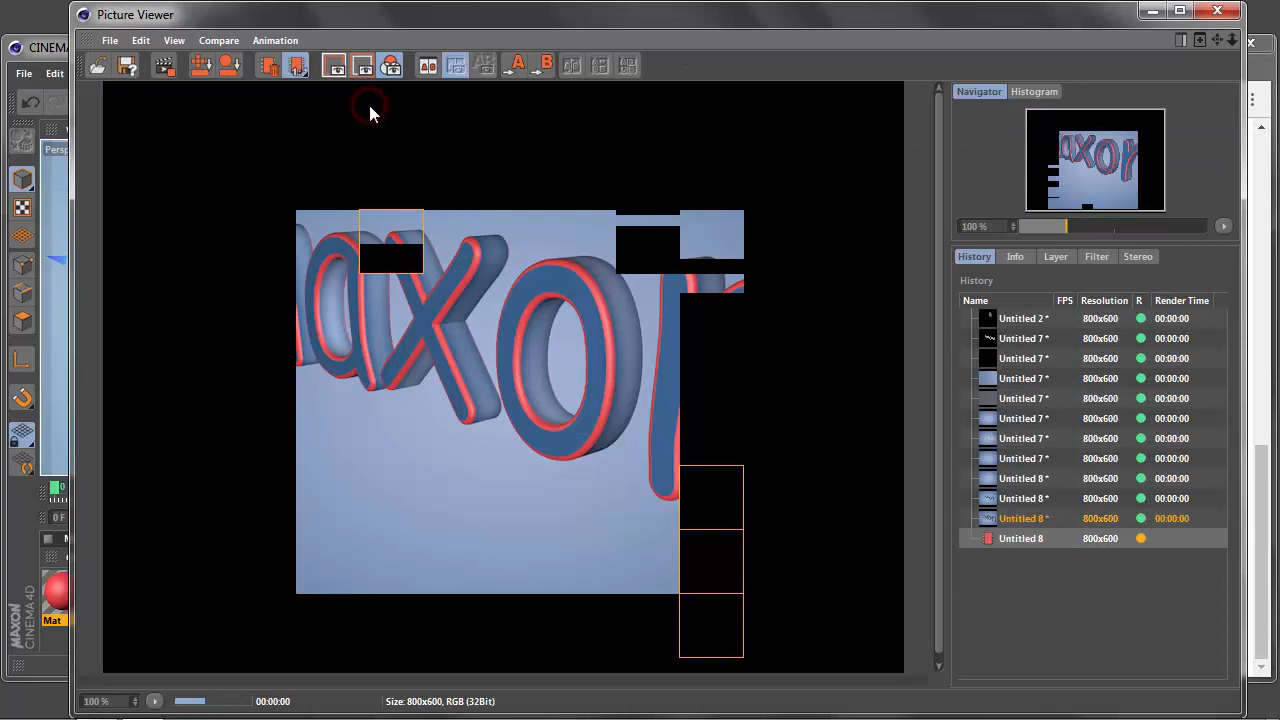 Picture Viewer
CINEMA
File Edit View Compare Animation
File Edit
A B
Persp
axor
Navigator Histogram
100 %
History Info Layer Filter Stereo
History
Name FPS Resolution R Render Time
Untitled 2 * 800x600 00:00:00
Untitled 7 * 800x600 00:00:00
Untitled 7 * 800x600 00:00:00
Untitled 7 * 800x600 00:00:00
Untitled 7 * 800x600 00:00:00
Untitled 7 * 800x600 00:00:00
Untitled 7 * 800x600 00:00:00
Untitled 7 * 800x600 00:00:00
Untitled 8 * 800x600 00:00:00
Untitled 8 * 800x600 00:00:00
Untitled 8 * 800x600 00:00:00
Untitled 8 800x600
0
0 F
Mat
MAXON
CINEMA 4D
100 % 00:00:00 Size: 800x600, RGB (32Bit)